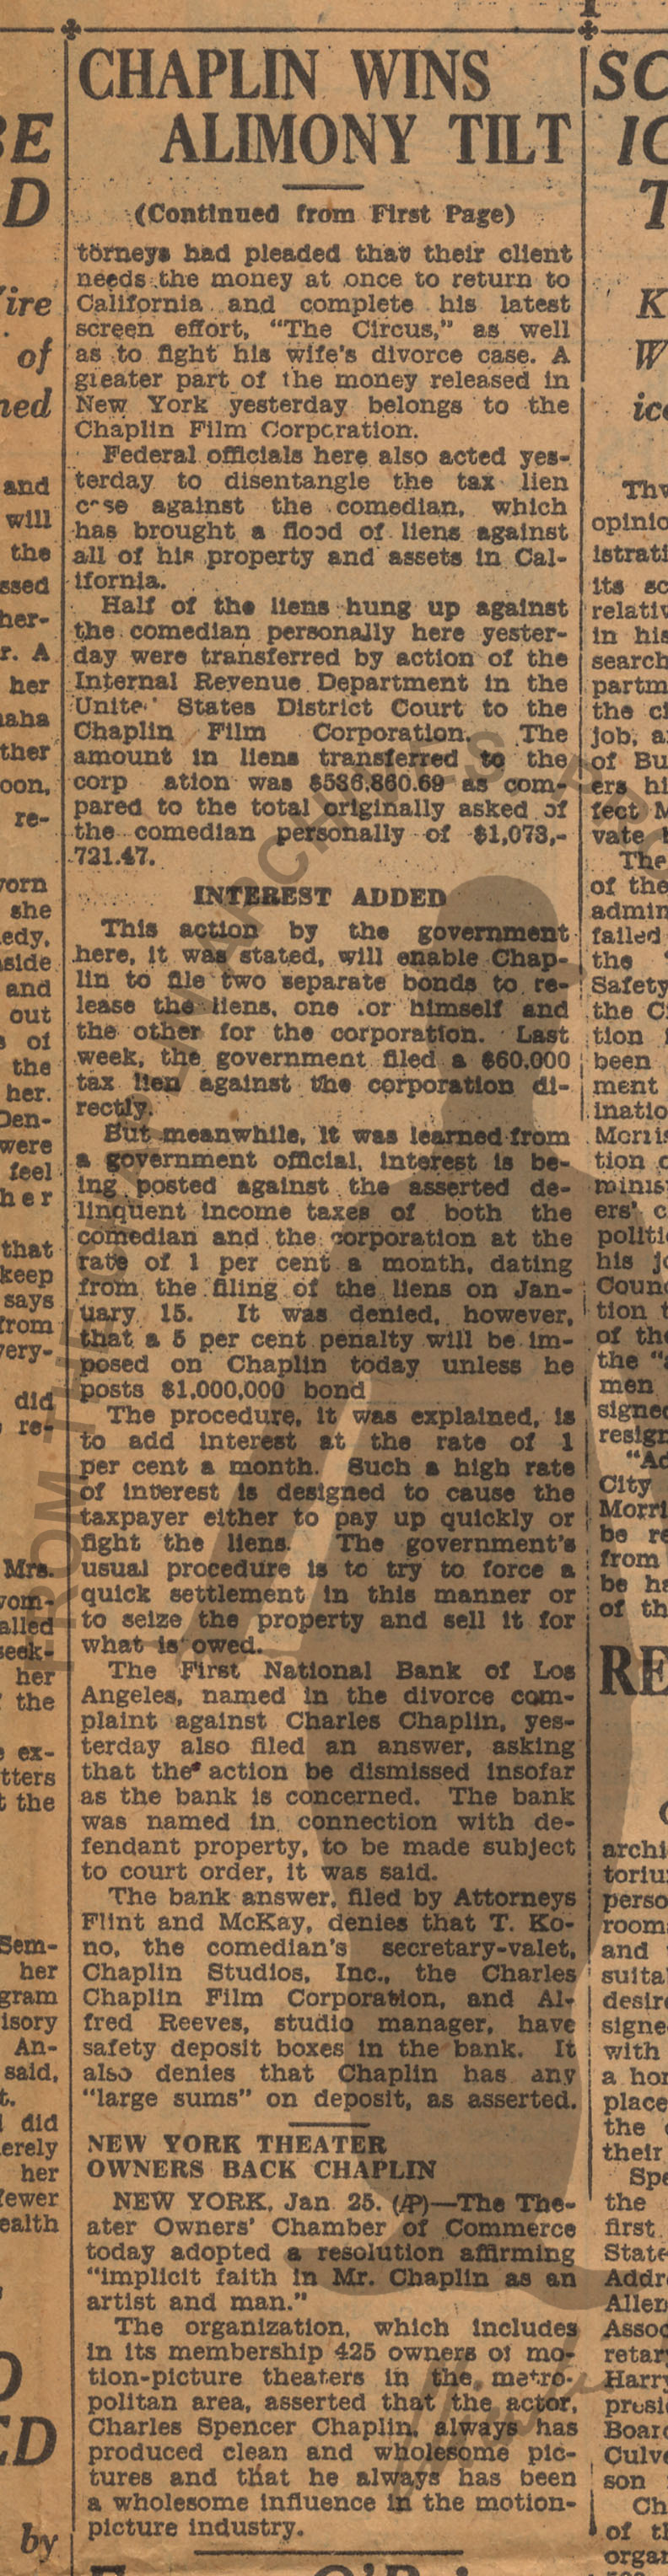 CHAPLIN WINS
ALIMONY TILT
(Continued from First Page)
torneys had pleaded that their client
needs the money at once to return to
California and complete his latest
screen effort, "The Circus," as well
as to fight his wife's divorce case. A
gieater part of the money released in
New York yesterday belongs to the
Chaplin Film Corporation.
Federal officials here also acted yes-
terday to disentangle the tax lien
case against the comedian, which
has brought a flood of liens against
all of his property and assets in Cal-
ifornia.
Half of the liens hung up against
the comedian personally here yester-
day were transferred by action of the
Internal Revenue Department in the
Unite States District Court to the
Chaplin Film Corporation. The
amount in liens transferred to the
corp ation was $536.860.69 as com-
pared to the total originally asked of
the comedian personally of $1,073,-
721.47.
INTEREST ADDED
This action by the government
here, it was stated, will enable Chap-
lin to file two separate bonds to re-
lease the liens, one .or himself and
the other for the corporation. Last
week, the government filed a $60,000
tax lien against the corporation di-
rectly.
But meanwhile, it was learned from
a government official, interest is be-
ing posted against the asserted de-
linquent income taxes of both the
comedian and the corporation at the
rate of 1 per cent a month, dating
from the filing of the liens on Jan-
uary 15. It was denied, however,
that a 5 per cent penalty will be im-
posed on Chaplin today unless he
posts $1,000,000 bond
The procedure, it was explained, is
to add interest at the rate of 1
per cent a month. Such a high rate
of interest is designed to cause the
taxpayer either to pay up quickly or
fight the liens. The government's
usual procedure is to try to force a
quick settlement in this manner or
to seize the property and sell it for
what is owed.
The First National Bank of Los
Angeles, named in the divorce com-
plaint against Charles Chaplin, yes-
terday also filed an answer, asking
that the action be dismissed insofar
as the bank is concerned. The bank
was named in connection with de-
fendant property, to be made subject
to court order, it was said.
The bank answer, filed by Attorneys
Flint and McKay, denies that T. Ko-
no, the comedian's secretary-valet,
Chaplin Studios, Inc., the Charles
Chaplin Film Corporation, and Al-
fred Reeves, studio manager, have
safety deposit boxes in the bank. It
also denies that Chaplin has any
"large sums" on deposit, as asserted.
NEW YORK THEATER
OWNERS BACK CHAPLIN
NEW YORK, Jan 25. (AP)—The The-
ater Owners' Chamber of Commerce
today adopted a resolution affirming
"implicit faith in Mr. Chaplin as an
artist and man."
The organization, which includes
in its membership 425 owners of mo-
tion-picture theaters in the metro-
politan area, asserted that the actor,
Charles Spencer Chaplin, always has
produced clean and wholesome pic-
tures and that he always has been
a wholesome influence in the motion-
picture industry.